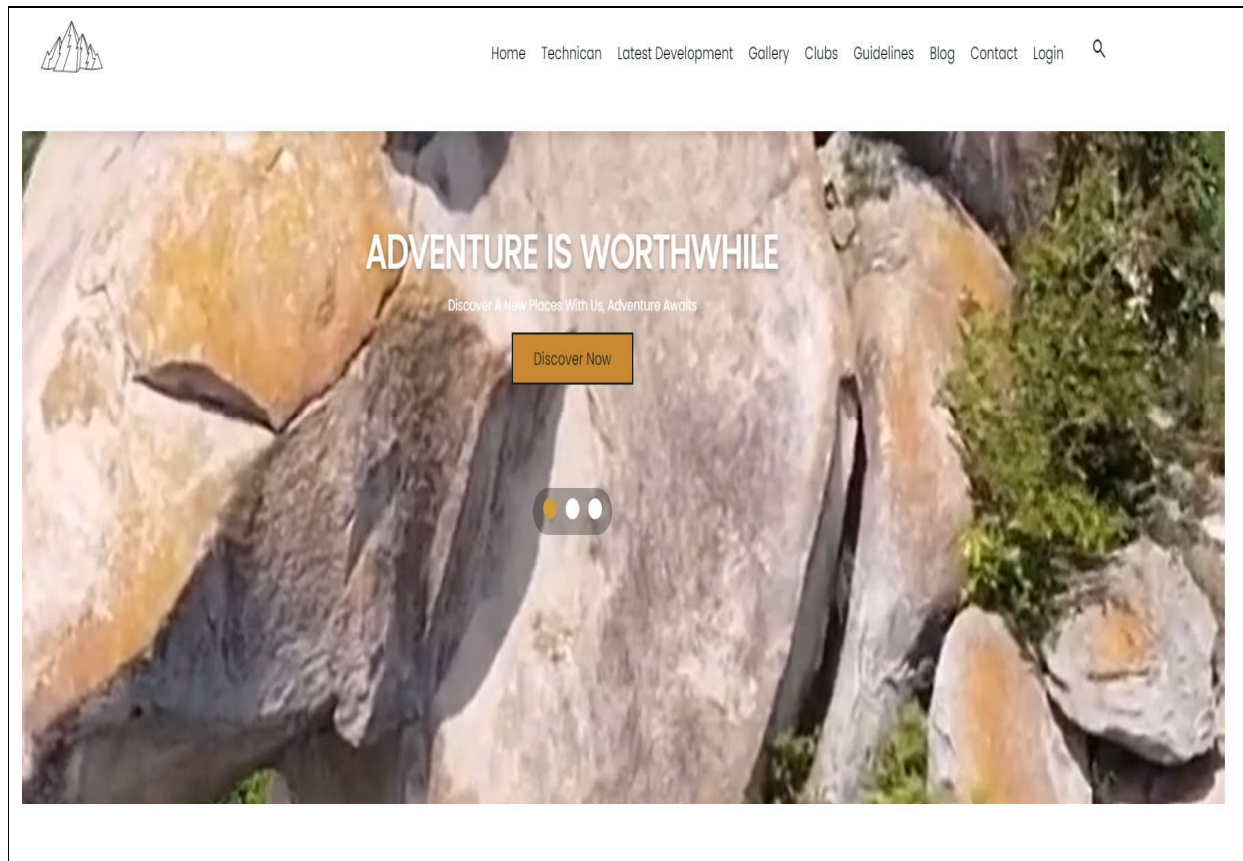 Home Technican Latest Development Gallery Clubs Guidelines Blog Contact Login
ADVENTURE IS WORTHWHILE
Discover A New Places With Us, Adventure Awaits
Discover Now